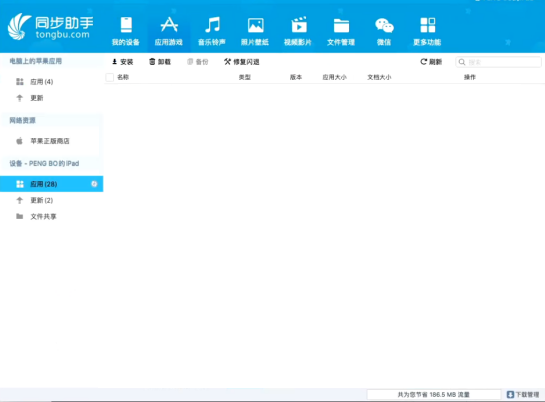 同步助手
tongbu.com
我的设备 应用游戏 音乐铃声 照片壁纸 视频影片 文件管理 微信 更多功能
电脑上的苹果应用
应用 (4)
更新
网络资源
苹果正版商店
设备 - PENG BO的 iPad
应用 (28)
更新 (2)
文件共享
安装 卸载 备份 修复闪退 刷新 搜索
名称 类型 版本 应用大小 文档大小 操作
共为您节省 186.5 MB 流量 下载管理